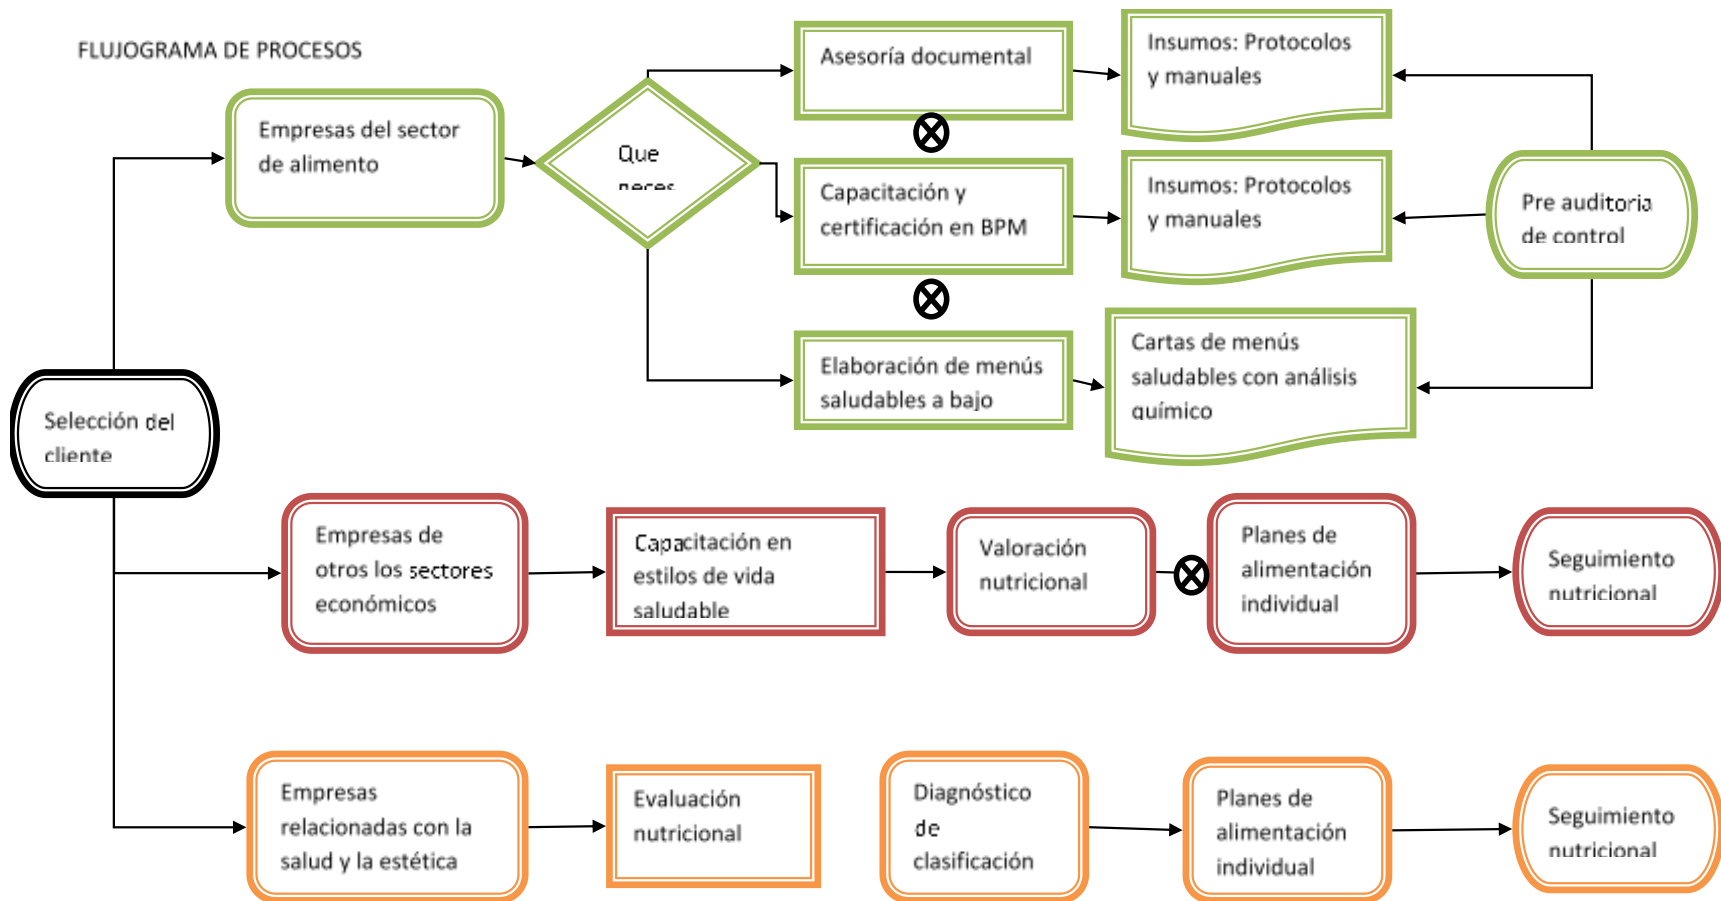 FLUJOGRAMA DE PROCESOS
Asesoría documental
Insumos: Protocolos
y manuales
Empresas del sector
de alimento
Que
Capacitación y
certificación en BPM
Insumos: Protocolos
y manuales
Pre auditoria
de control
Elaboración de menús
saludables a bajo
Cartas de menús
saludables con análisis
químico
Selección del
cliente
Empresas de
otros los sectores
económicos
Capacitación en
estilos de vida
saludable
Valoración
nutricional
Planes de
alimentación
individual
Seguimiento
nutricional
Empresas
relacionadas con la
salud y la estética
Evaluación
nutricional
Diagnóstico
de
clasificación
Planes de
alimentación
individual
Seguimiento
nutricional